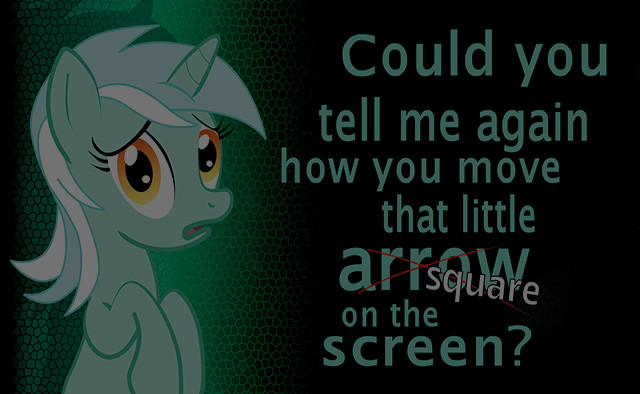 Could you
tell me again
how you move
that little
arrow
square
on the
screen?